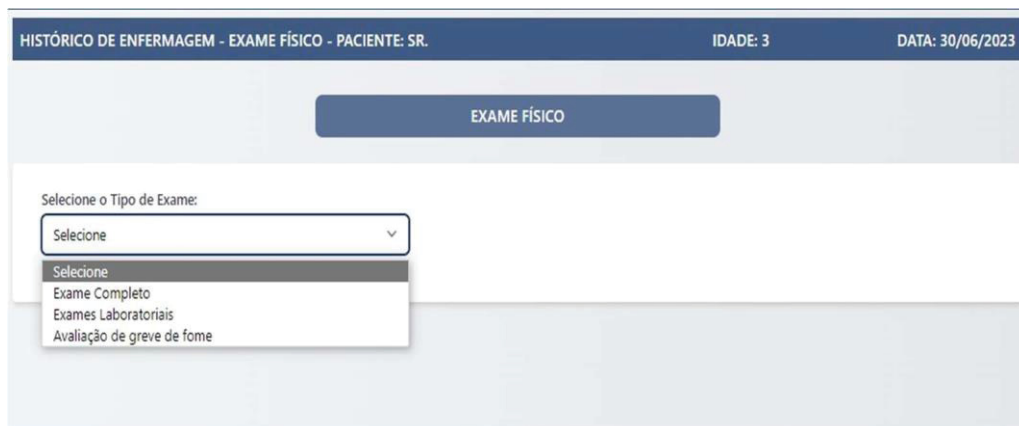 HISTÓRICO DE ENFERMAGEM - EXAME FÍSICO - PACIENTE: SR. IDADE: 3 DATA: 30/06/2023
EXAME FÍSICO
Selecione o Tipo de Exame:
Selecione
Selecione
Exame Completo
Exames Laboratoriais
Avaliação de greve de fome